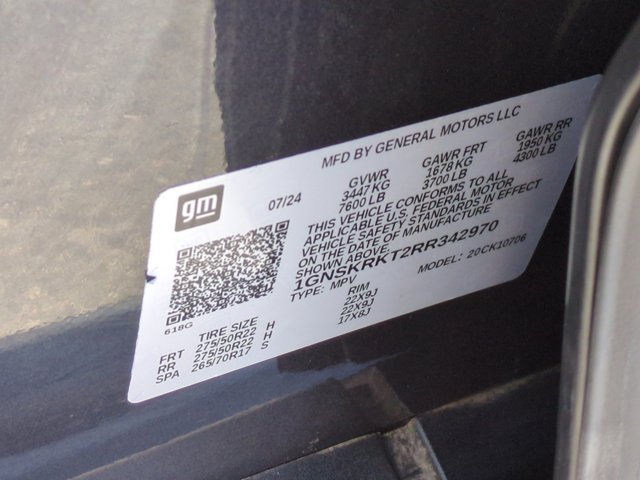 MFD BY GENERAL MOTORS LLC
gm
07/24
GVWR GAWR FRT GAWR RR
3447 KG 1678 KG 1950 KG
7600 LB 3700 LB 4300 LB
THIS VEHICLE CONFORMS TO ALL
APPLICABLE U.S. FEDERAL MOTOR
VEHICLE SAFETY STANDARDS IN EFFECT
ON THE DATE OF MANUFACTURE
SHOWN ABOVE.
1GNSKRKT2RR342970
TYPE: MPV MODEL: 20CK10706
618G
TIRE SIZE RIM
FRT 275/50R22 H 22X9J
RR 275/50R22 H 22X9J
SPA 265/70R17 S 17X8J